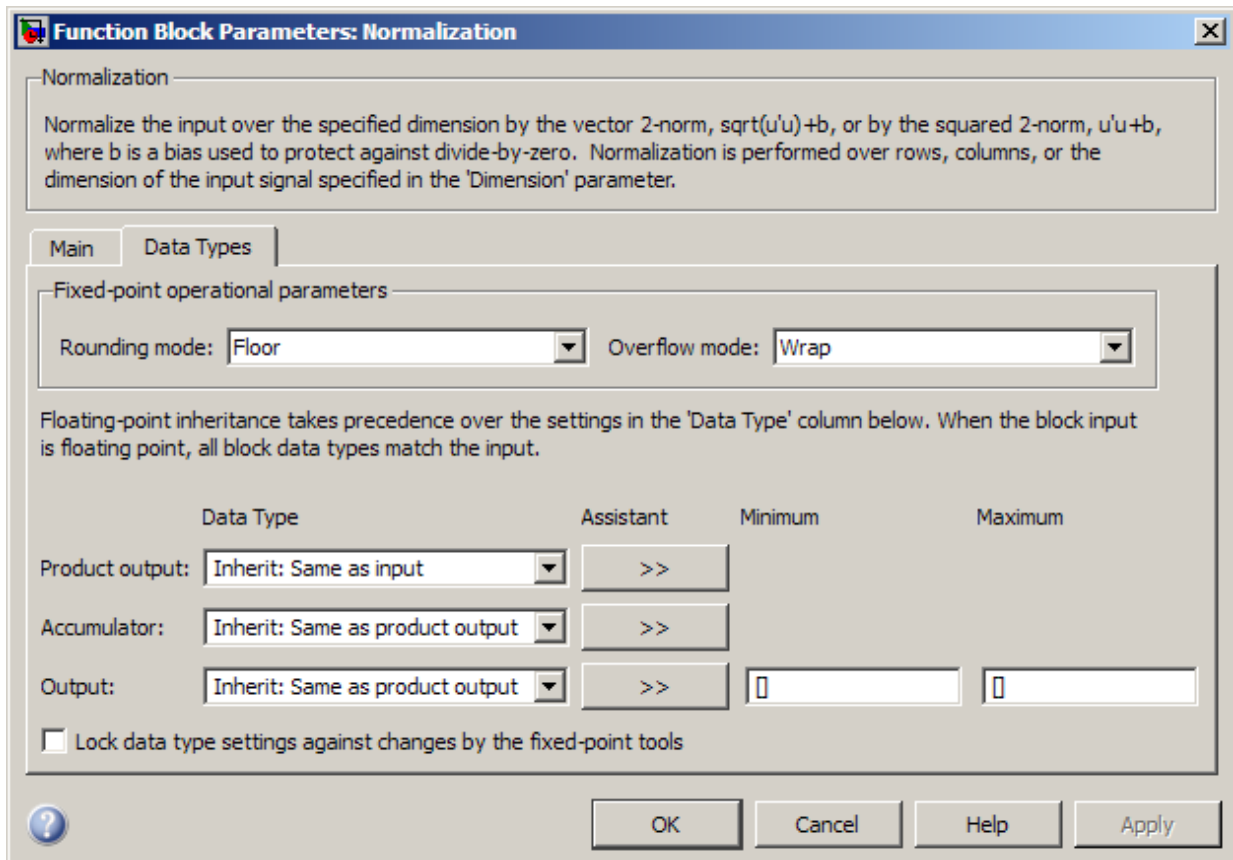 Function Block Parameters: Normalization
Normalization
Normalize the input over the specified dimension by the vector 2-norm, sqrt(u'u)+b, or by the squared 2-norm, u'u+b,
where b is a bias used to protect against divide-by-zero.  Normalization is performed over rows, columns, or the
dimension of the input signal specified in the 'Dimension' parameter.
Main Data Types
Fixed-point operational parameters
Rounding mode: Floor Overflow mode: Wrap
Floating-point inheritance takes precedence over the settings in the 'Data Type' column below. When the block input
is floating point, all block data types match the input.
Data Type Assistant Minimum Maximum
Product output: Inherit: Same as input >>
Accumulator: Inherit: Same as product output >>
Output: Inherit: Same as product output >> [] []
Lock data type settings against changes by the fixed-point tools
? OK Cancel Help Apply